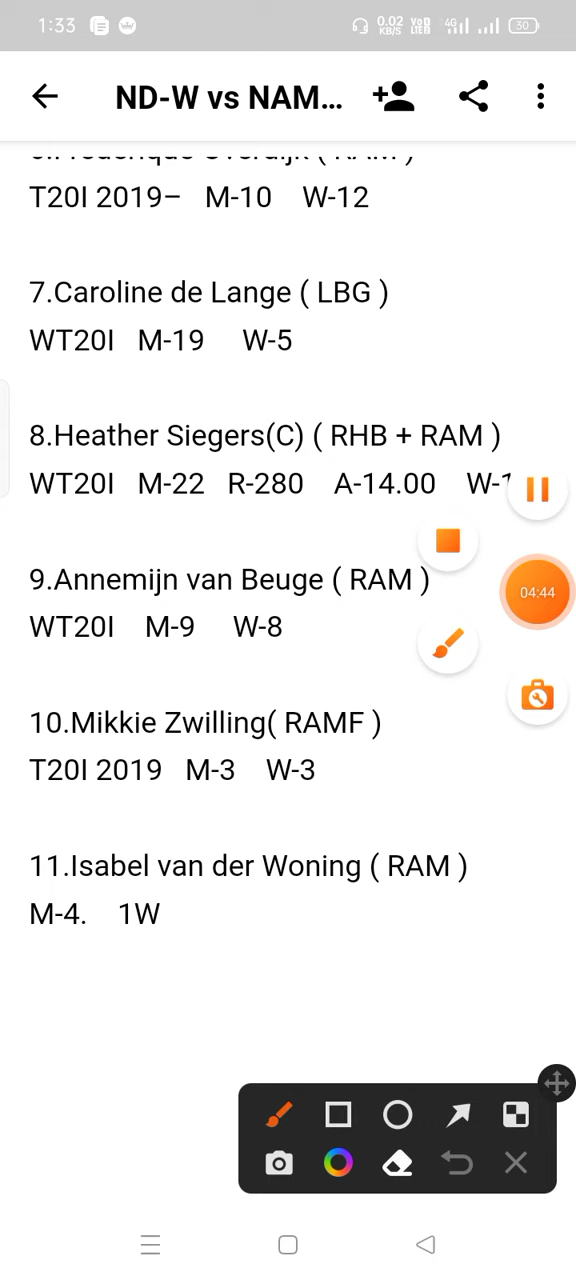 1:33
0.02 KB/S
VoD LTEB
4G
30
ND-W vs NAM...
T20I 2019– M-10 W-12
7.Caroline de Lange ( LBG )
WT20I M-19 W-5
8.Heather Siegers(C) ( RHB + RAM )
WT20I M-22 R-280 A-14.00 W-
04:44
9.Annemijn van Beuge ( RAM )
WT20I M-9 W-8
10.Mikkie Zwilling( RAMF )
T20I 2019 M-3 W-3
11.Isabel van der Woning ( RAM )
M-4. 1W